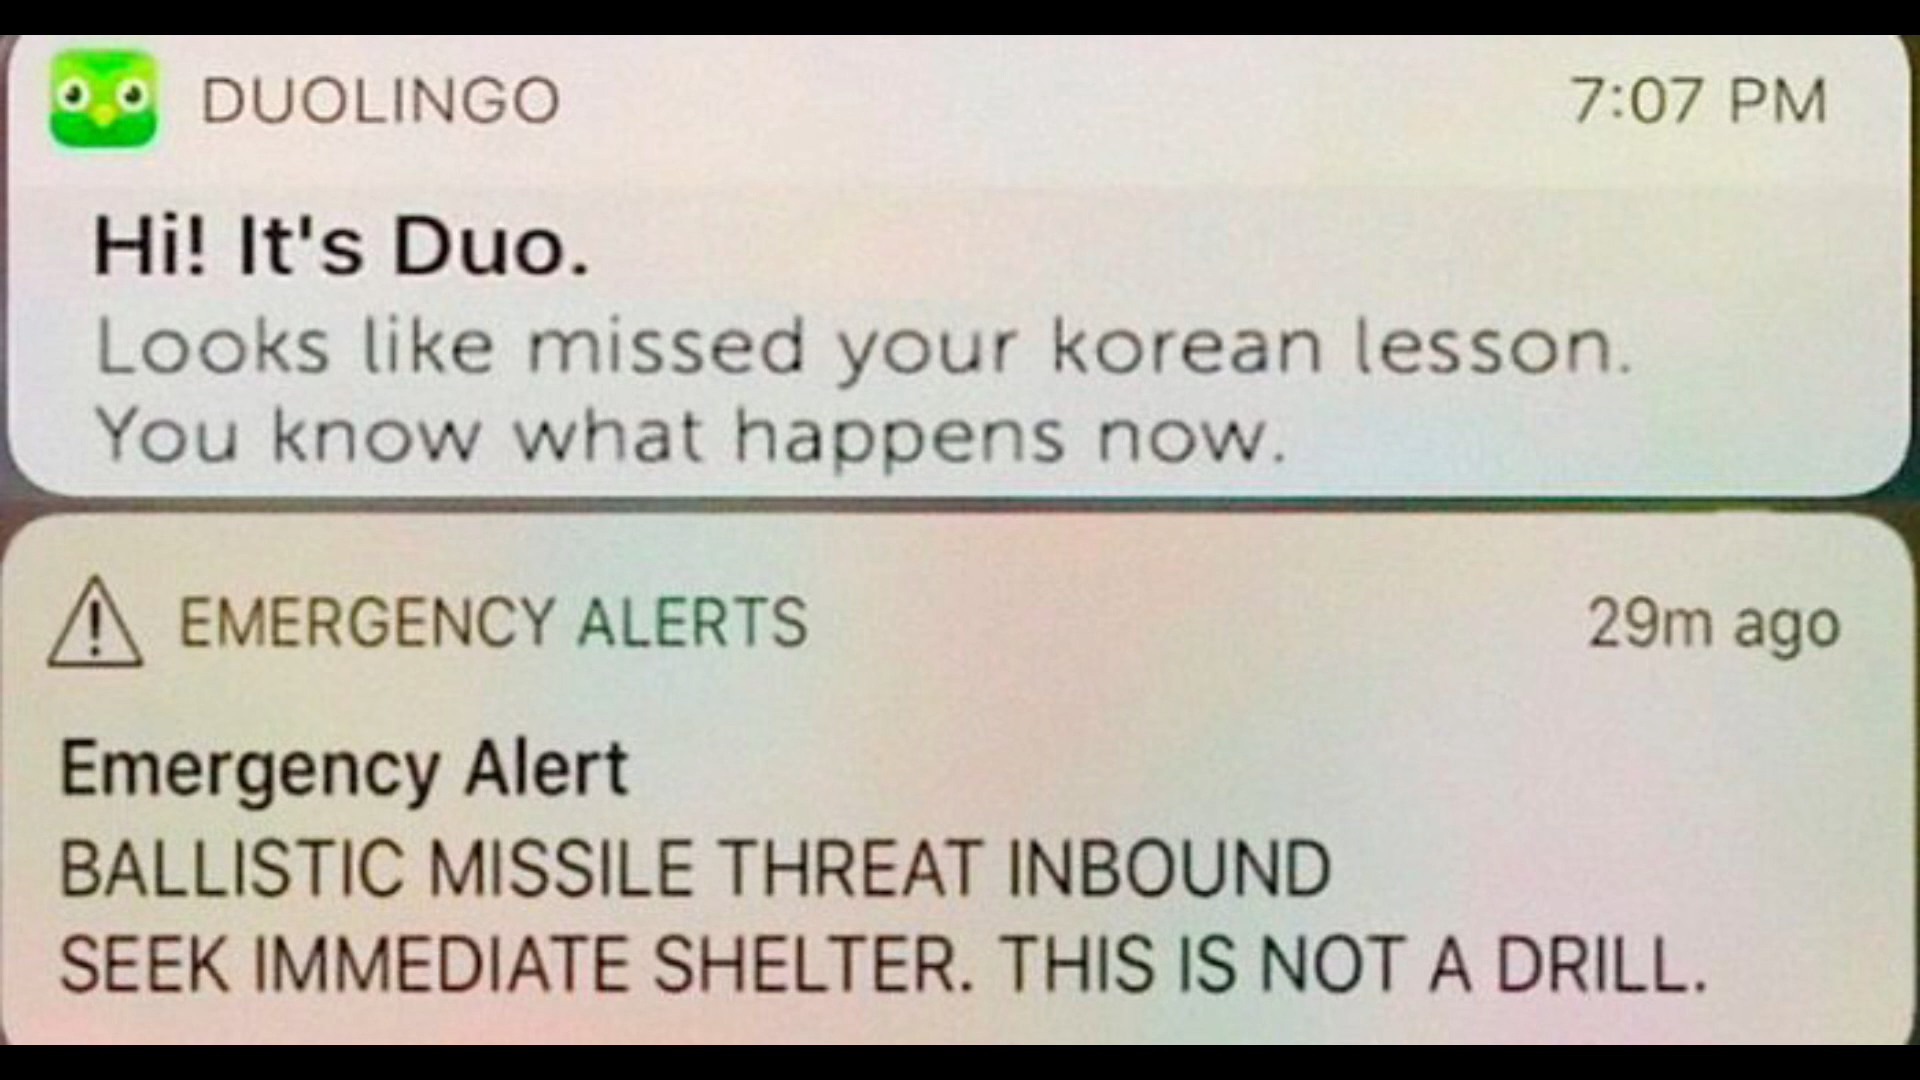 DUOLINGO 7:07 PM
Hi! It's Duo.
Looks like missed your korean lesson.
You know what happens now.
EMERGENCY ALERTS 29m ago
Emergency Alert
BALLISTIC MISSILE THREAT INBOUND
SEEK IMMEDIATE SHELTER. THIS IS NOT A DRILL.